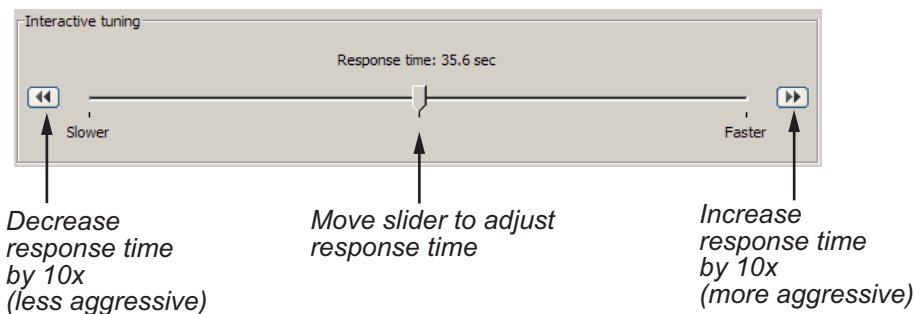 Interactive tuning
Response time: 35.6 sec
Slower
Faster
Decrease
response time
by 10x
(less aggressive)
Move slider to adjust
response time
Increase
response time
by 10x
(more aggressive)